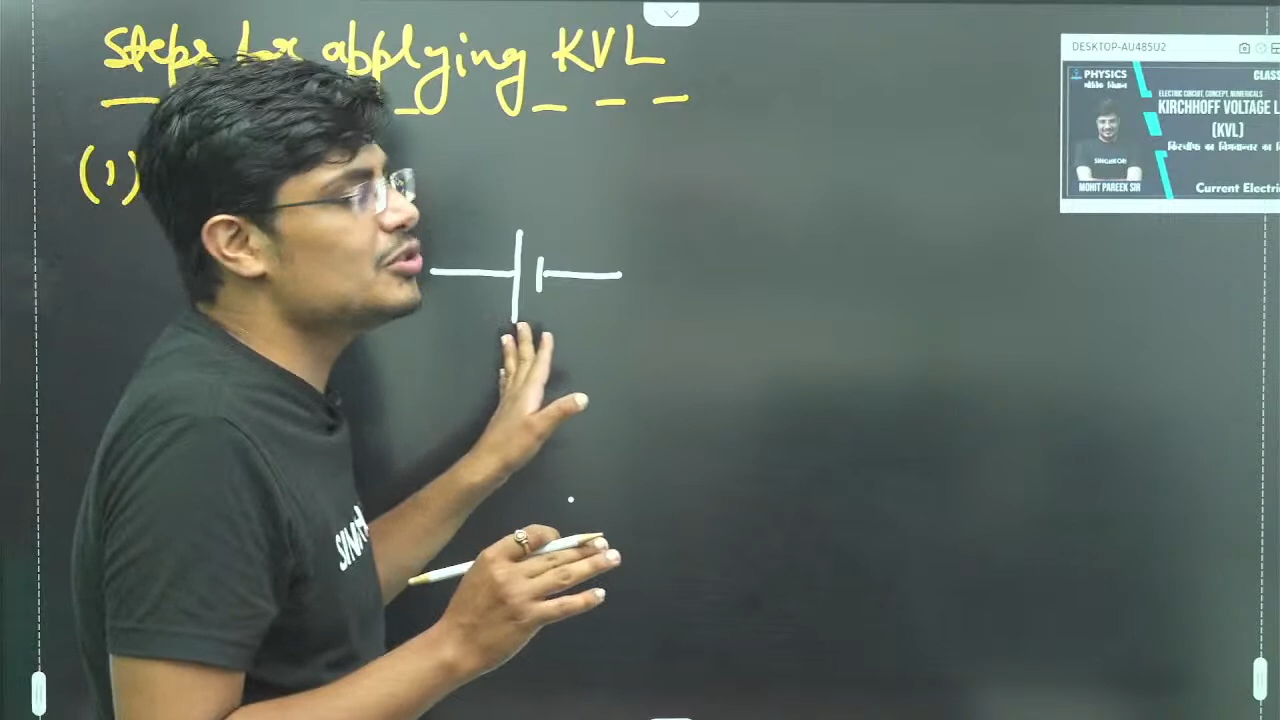 Steps for applying KVL
(1)
DESKTOP-AU485U2
PHYSICS
CLASS
ELECTRIC CIRCUIT, CONCEPT, NUMERICALS
KIRCHHOFF VOLTAGE L
(KVL)
MOHIT PAREEK SIR
Current Electri